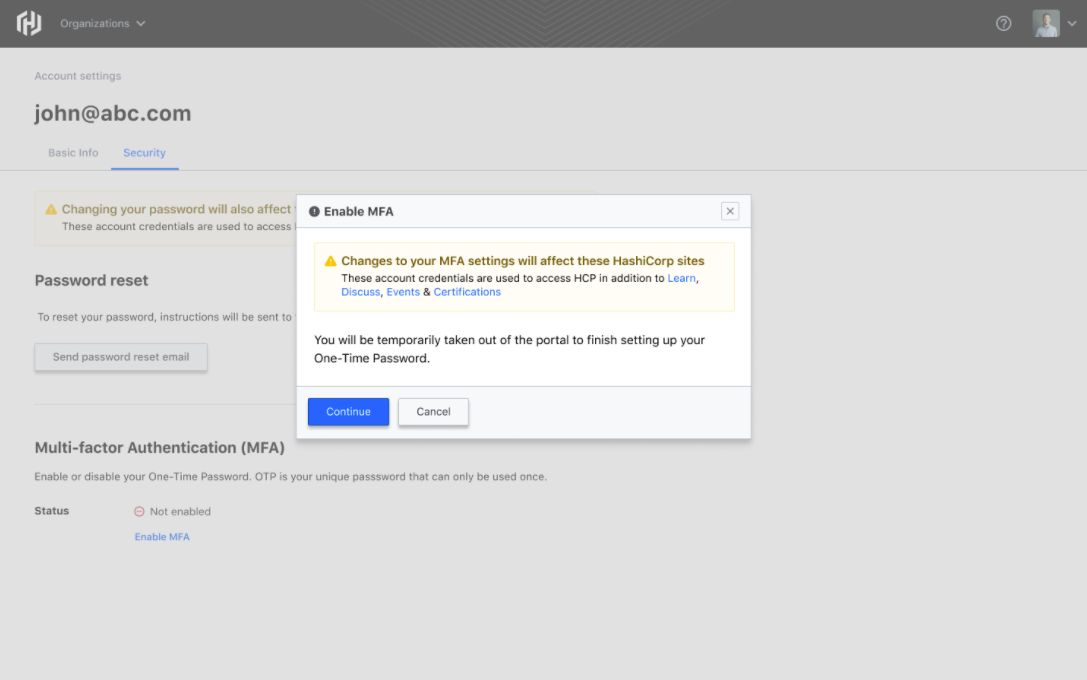 Organizations
Account settings
john@abc.com
Basic Info
Security
Changing your password will also affect
These account credentials are used to access
Password reset
To reset your password, instructions will be sent to
Send password reset email
Enable MFA
Changes to your MFA settings will affect these HashiCorp sites
These account credentials are used to access HCP in addition to Learn,
Discuss, Events & Certifications
You will be temporarily taken out of the portal to finish setting up your
One-Time Password.
Continue
Cancel
Multi-factor Authentication (MFA)
Enable or disable your One-Time Password. OTP is your unique passsword that can only be used once.
Status
Not enabled
Enable MFA